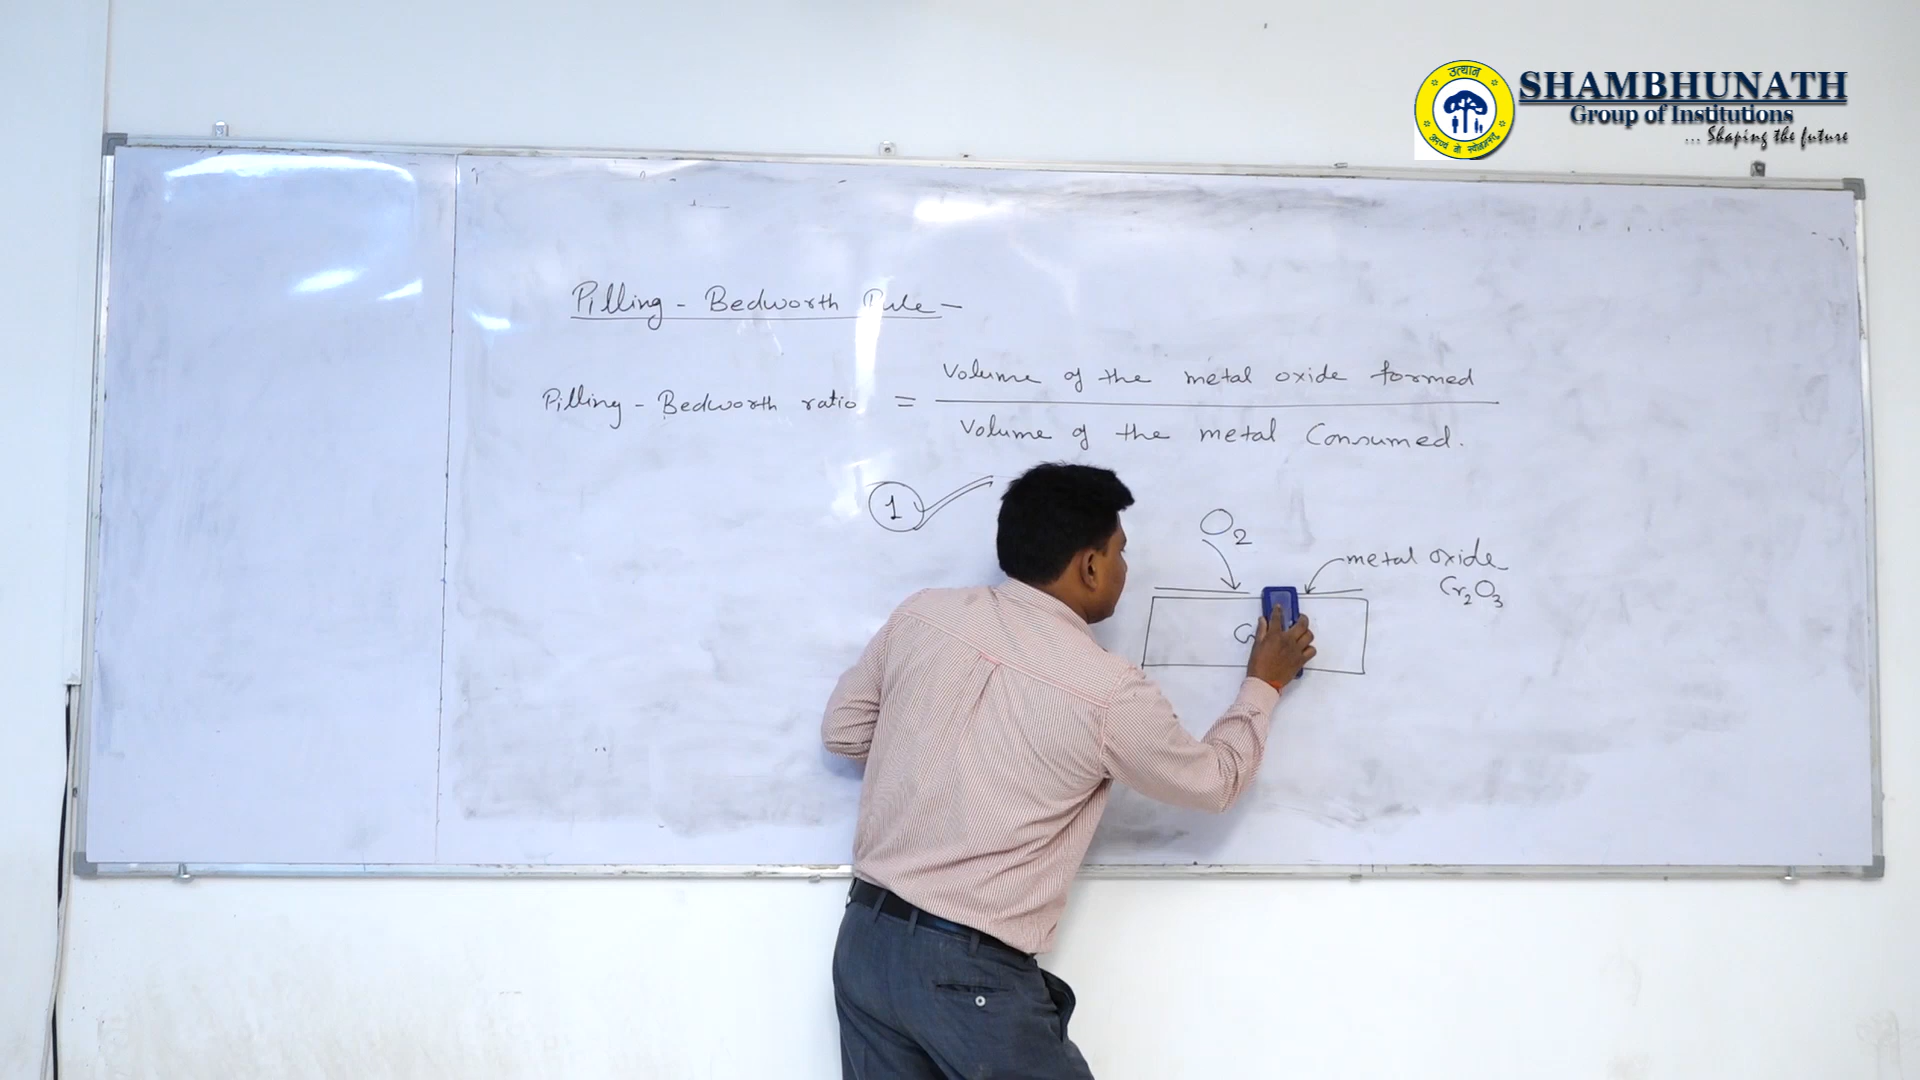 उत्थान
SHAMBHUNATH
Group of Institutions
... Shaping the future
Pilling - Bedworth Rule -
Pilling - Bedworth ratio = Volume of the metal oxide formed
Volume of the metal Consumed.
1
O2
metal oxide
Cr2O3